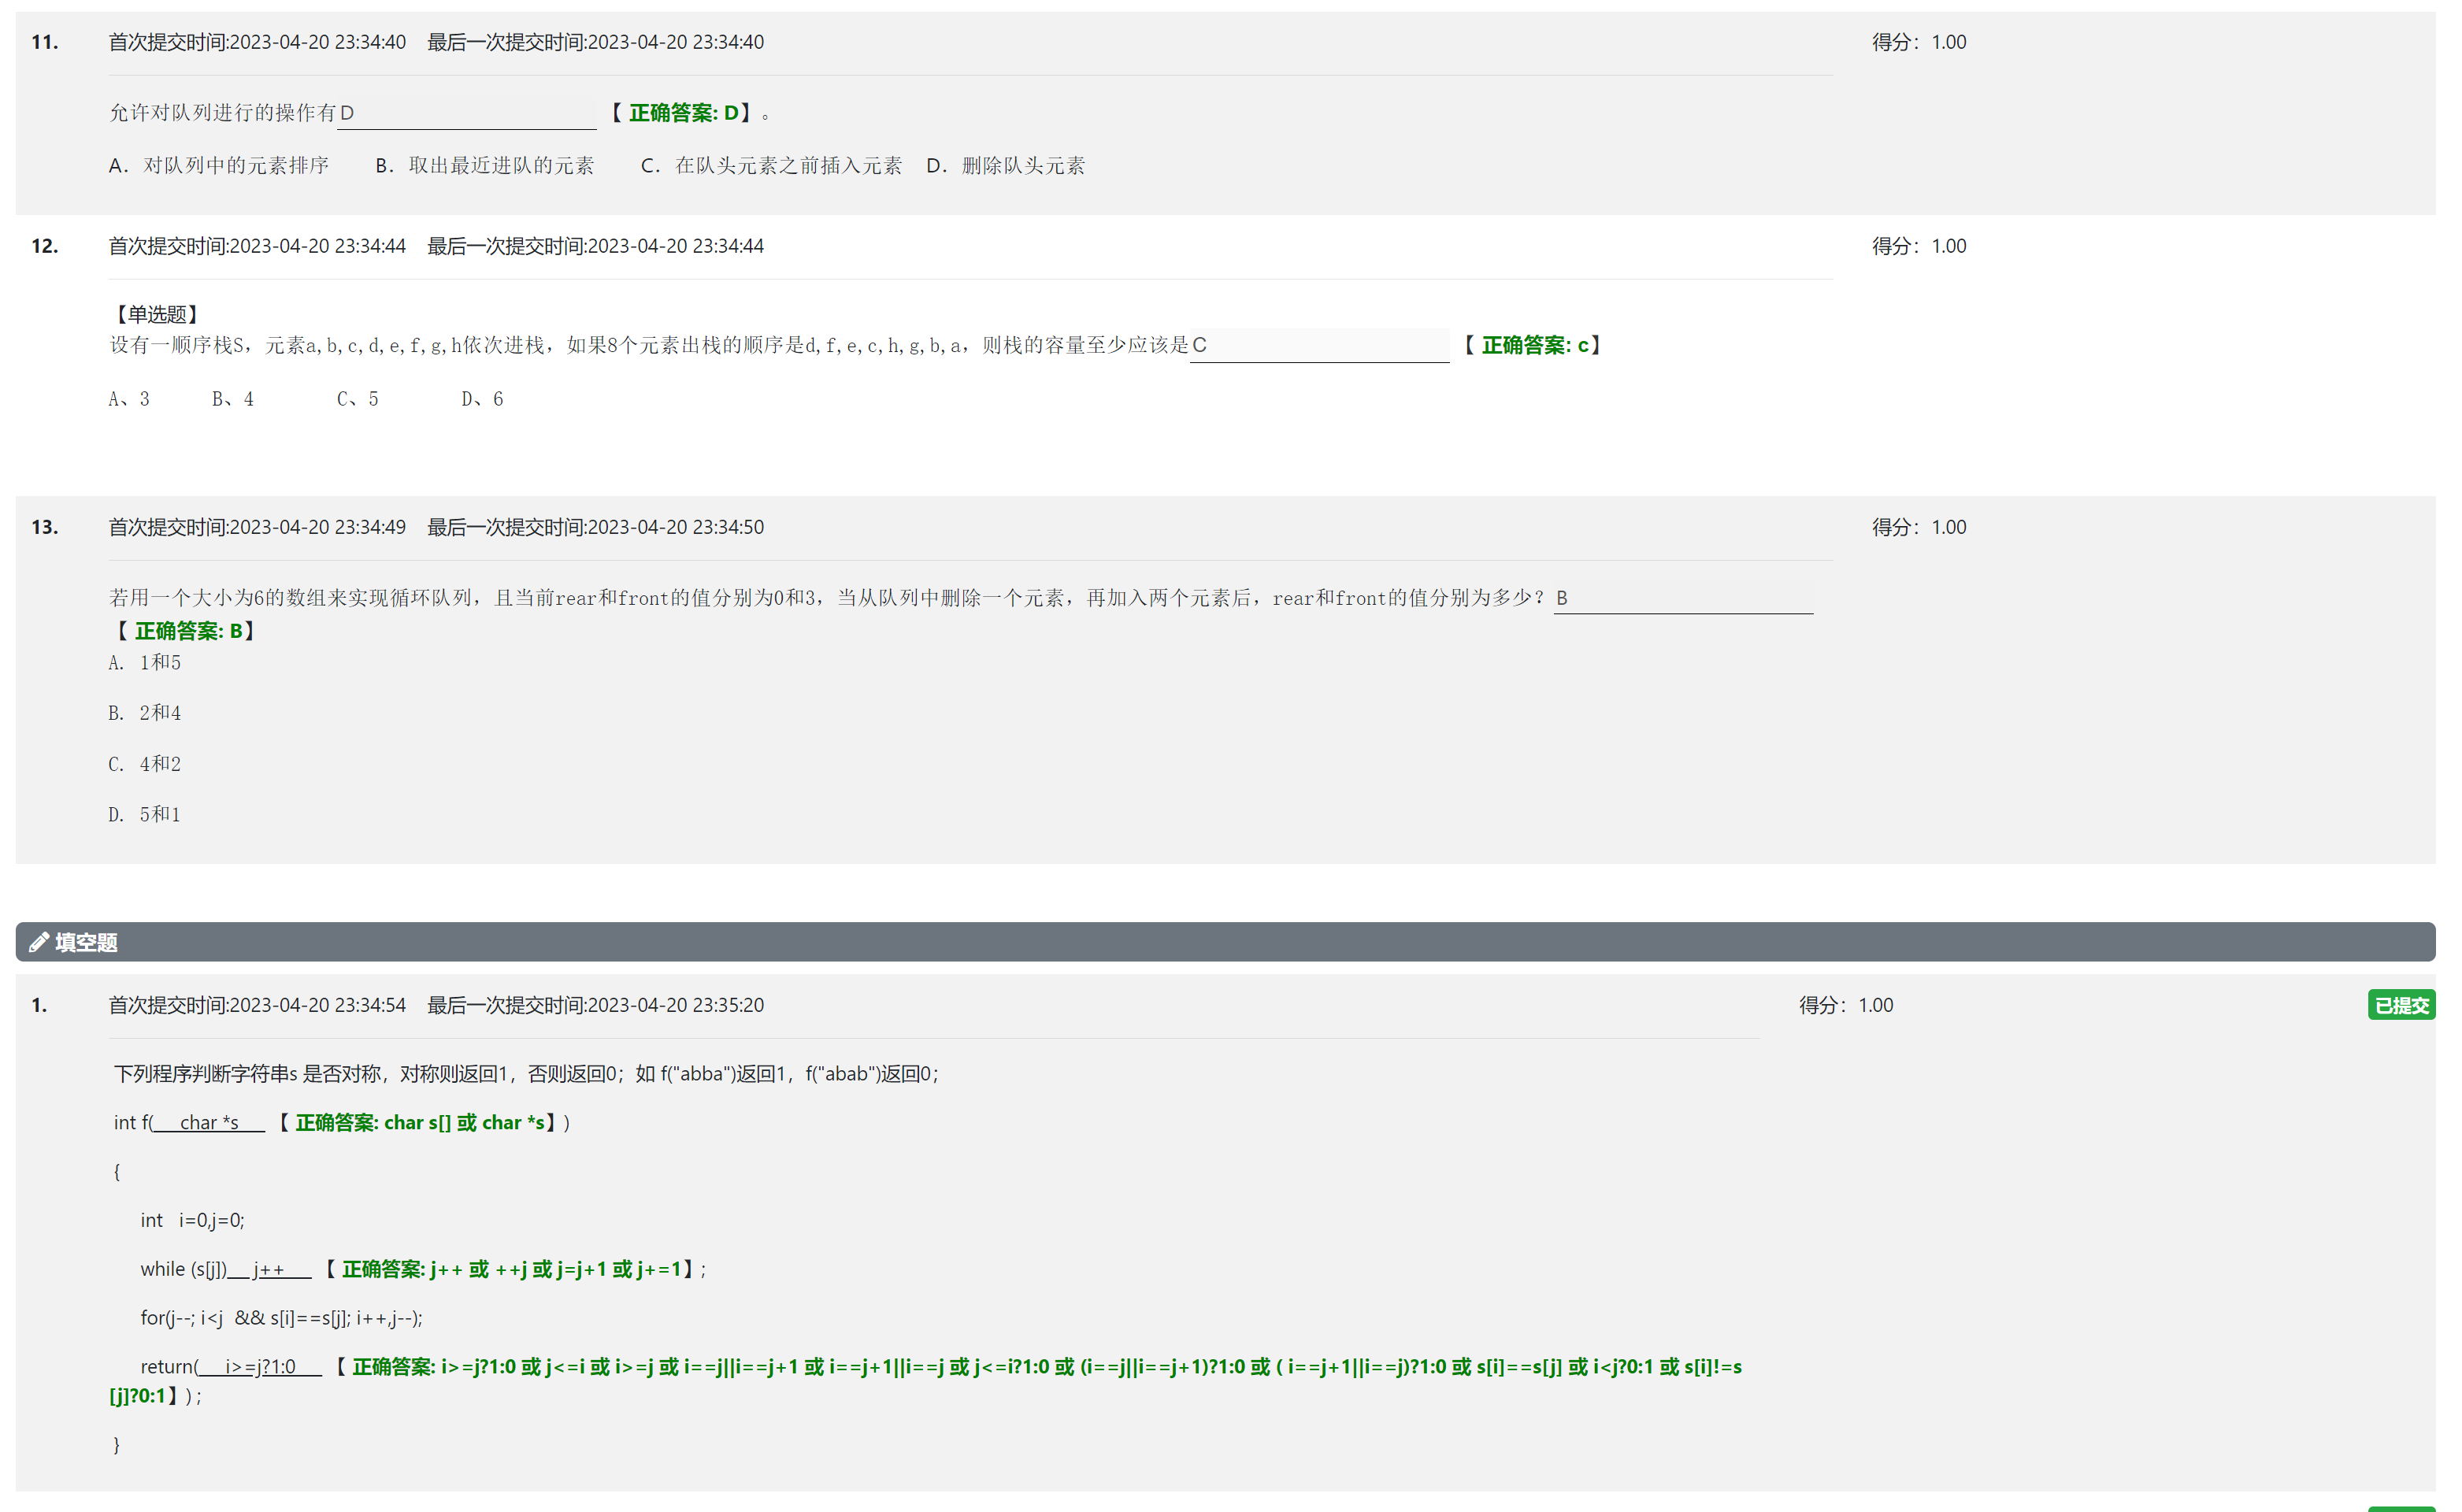 11. 首次提交时间:2023-04-20 23:34:40 最后一次提交时间:2023-04-20 23:34:40 得分：1.00
允许对队列进行的操作有D 【 正确答案: D】。
A．对队列中的元素排序 B．取出最近进队的元素 C．在队头元素之前插入元素 D．删除队头元素
12. 首次提交时间:2023-04-20 23:34:44 最后一次提交时间:2023-04-20 23:34:44 得分：1.00
【单选题】
设有一顺序栈S，元素a,b,c,d,e,f,g,h依次进栈，如果8个元素出栈的顺序是d,f,e,c,h,g,b,a，则栈的容量至少应该是C 【 正确答案: c】
A、3 B、4 C、5 D、6
13. 首次提交时间:2023-04-20 23:34:49 最后一次提交时间:2023-04-20 23:34:50 得分：1.00
若用一个大小为6的数组来实现循环队列，且当前rear和front的值分别为0和3，当从队列中删除一个元素，再加入两个元素后，rear和front的值分别为多少？B
【 正确答案: B】
A. 1和5
B. 2和4
C. 4和2
D. 5和1
填空题
1. 首次提交时间:2023-04-20 23:34:54 最后一次提交时间:2023-04-20 23:35:20 得分：1.00 已提交
下列程序判断字符串s 是否对称，对称则返回1，否则返回0；如 f("abba")返回1，f("abab")返回0；
int f(__char *s__ 【 正确答案: char s[] 或 char *s】)
{
int i=0,j=0;
while (s[j])__j++__ 【 正确答案: j++ 或 ++j 或 j=j+1 或 j+=1】;
for(j--; i<j && s[i]==s[j]; i++,j--);
return(__i>=j?1:0__ 【 正确答案: i>=j?1:0 或 j<=i 或 i>=j 或 i==j||i==j+1 或 i==j+1||i==j 或 j<=i?1:0 或 (i==j||i==j+1)?1:0 或 ( i==j+1||i==j)?1:0 或 s[i]==s[j] 或 i<j?0:1 或 s[i]!=s
[j]?0:1】) ;
}